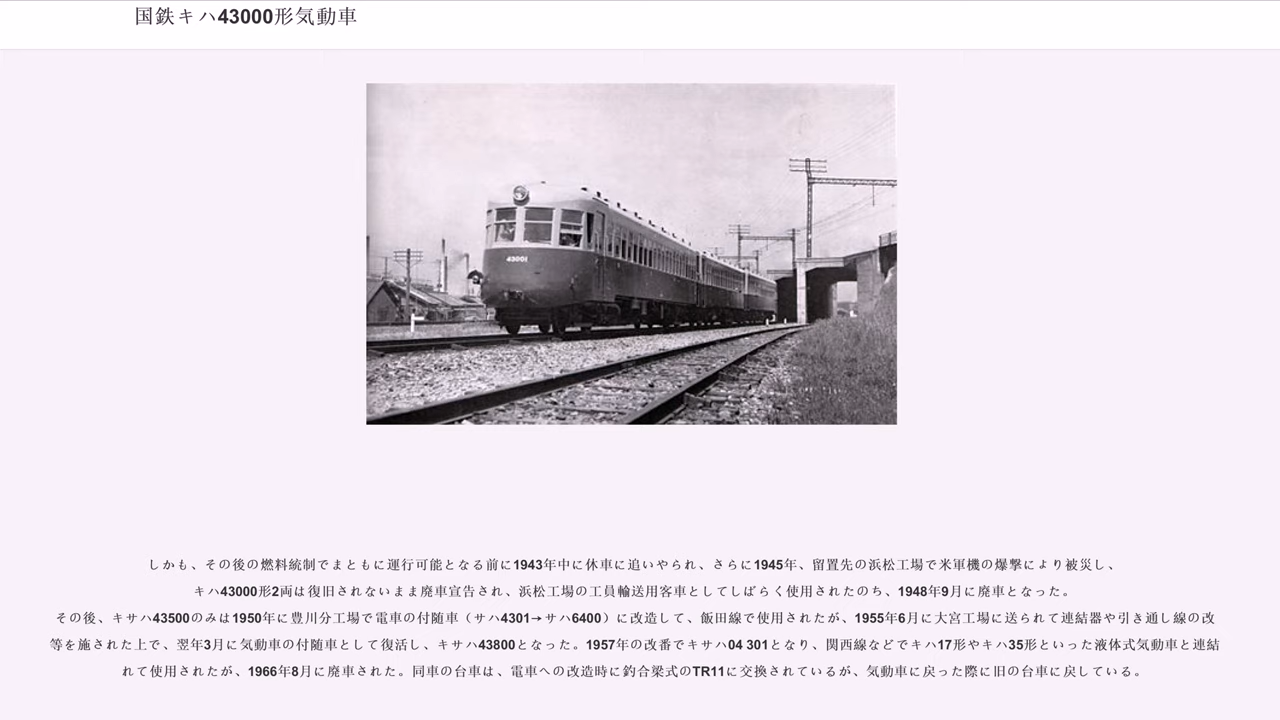 国鉄キハ43000形気動車
43001
しかも、その後の燃料統制でまともに運行可能となる前に1943年中に休車に追いやられ、さらに1945年、留置先の浜松工場で米軍機の爆撃により被災し、
キハ43000形2両は復旧されないまま廃車宣告され、浜松工場の工員輸送用客車としてしばらく使用されたのち、1948年9月に廃車となった。
その後、キサハ43500のみは1950年に豊川分工場で電車の付随車（サハ4301→サハ6400）に改造して、飯田線で使用されたが、1955年6月に大宮工場に送られて連結器や引き通し線の改
等を施された上で、翌年3月に気動車の付随車として復活し、キサハ43800となった。1957年の改番でキサハ04 301となり、関西線などでキハ17形やキハ35形といった液体式気動車と連結
れて使用されたが、1966年8月に廃車された。同車の台車は、電車への改造時に釣合梁式のTR11に交換されているが、気動車に戻った際に旧の台車に戻している。